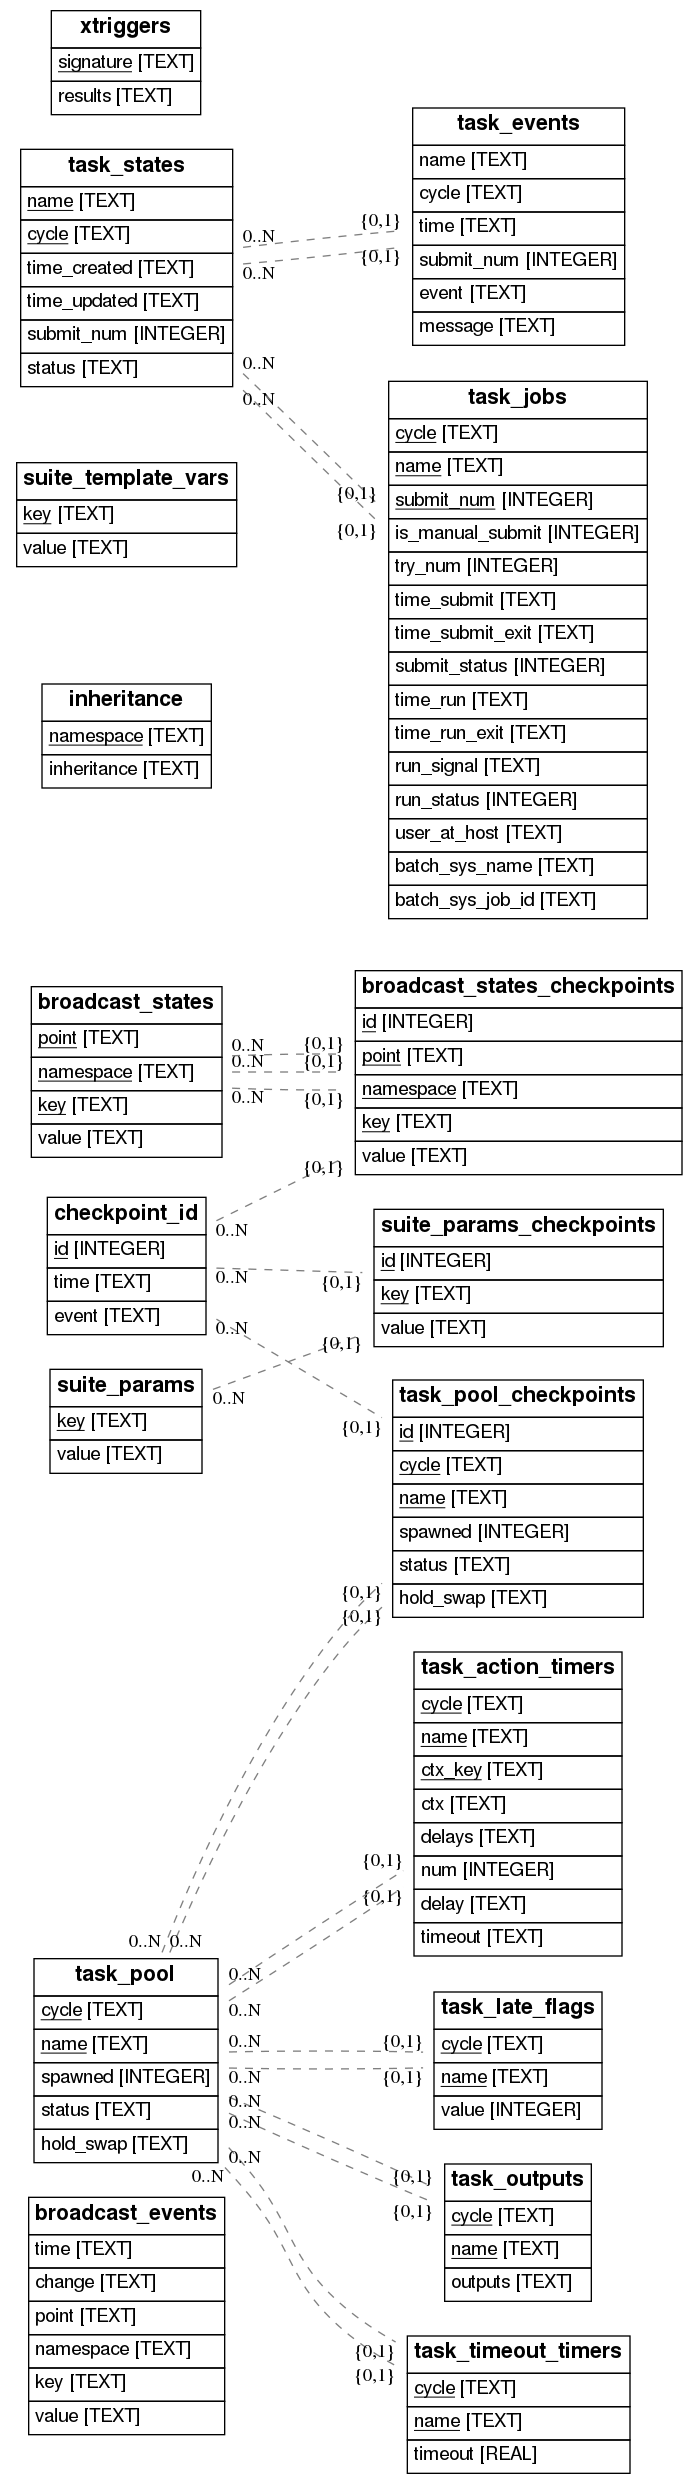 xtriggers
signature [TEXT]
results [TEXT]
task_events
name [TEXT]
cycle [TEXT]
time [TEXT]
submit_num [INTEGER]
event [TEXT]
message [TEXT]
task_states
name [TEXT]
cycle [TEXT]
time_created [TEXT]
time_updated [TEXT]
submit_num [INTEGER]
status [TEXT]
0..N
{0,1}
0..N
{0,1}
0..N
{0,1}
0..N
{0,1}
task_jobs
cycle [TEXT]
name [TEXT]
submit_num [INTEGER]
is_manual_submit [INTEGER]
try_num [INTEGER]
time_submit [TEXT]
time_submit_exit [TEXT]
submit_status [INTEGER]
time_run [TEXT]
time_run_exit [TEXT]
run_signal [TEXT]
run_status [INTEGER]
user_at_host [TEXT]
batch_sys_name [TEXT]
batch_sys_job_id [TEXT]
suite_template_vars
key [TEXT]
value [TEXT]
inheritance
namespace [TEXT]
inheritance [TEXT]
broadcast_states
point [TEXT]
namespace [TEXT]
key [TEXT]
value [TEXT]
0..N
{0,1}
0..N
{0,1}
0..N
{0,1}
broadcast_states_checkpoints
id [INTEGER]
point [TEXT]
namespace [TEXT]
key [TEXT]
value [TEXT]
checkpoint_id
id [INTEGER]
time [TEXT]
event [TEXT]
{0,1}
0..N
0..N
{0,1}
0..N
{0,1}
suite_params_checkpoints
id [INTEGER]
key [TEXT]
value [TEXT]
suite_params
key [TEXT]
value [TEXT]
{0,1}
0..N
task_pool_checkpoints
id [INTEGER]
cycle [TEXT]
name [TEXT]
spawned [INTEGER]
status [TEXT]
hold_swap [TEXT]
{0,1}
{0,1}
0..N
0..N
task_action_timers
cycle [TEXT]
name [TEXT]
ctx_key [TEXT]
ctx [TEXT]
delays [TEXT]
num [INTEGER]
delay [TEXT]
timeout [TEXT]
{0,1}
{0,1}
task_pool
cycle [TEXT]
name [TEXT]
spawned [INTEGER]
status [TEXT]
hold_swap [TEXT]
0..N
0..N
0..N
{0,1}
0..N
{0,1}
0..N
0..N
0..N
0..N
task_late_flags
cycle [TEXT]
name [TEXT]
value [INTEGER]
{0,1}
{0,1}
task_outputs
cycle [TEXT]
name [TEXT]
outputs [TEXT]
broadcast_events
time [TEXT]
change [TEXT]
point [TEXT]
namespace [TEXT]
key [TEXT]
value [TEXT]
{0,1}
{0,1}
task_timeout_timers
cycle [TEXT]
name [TEXT]
timeout [REAL]